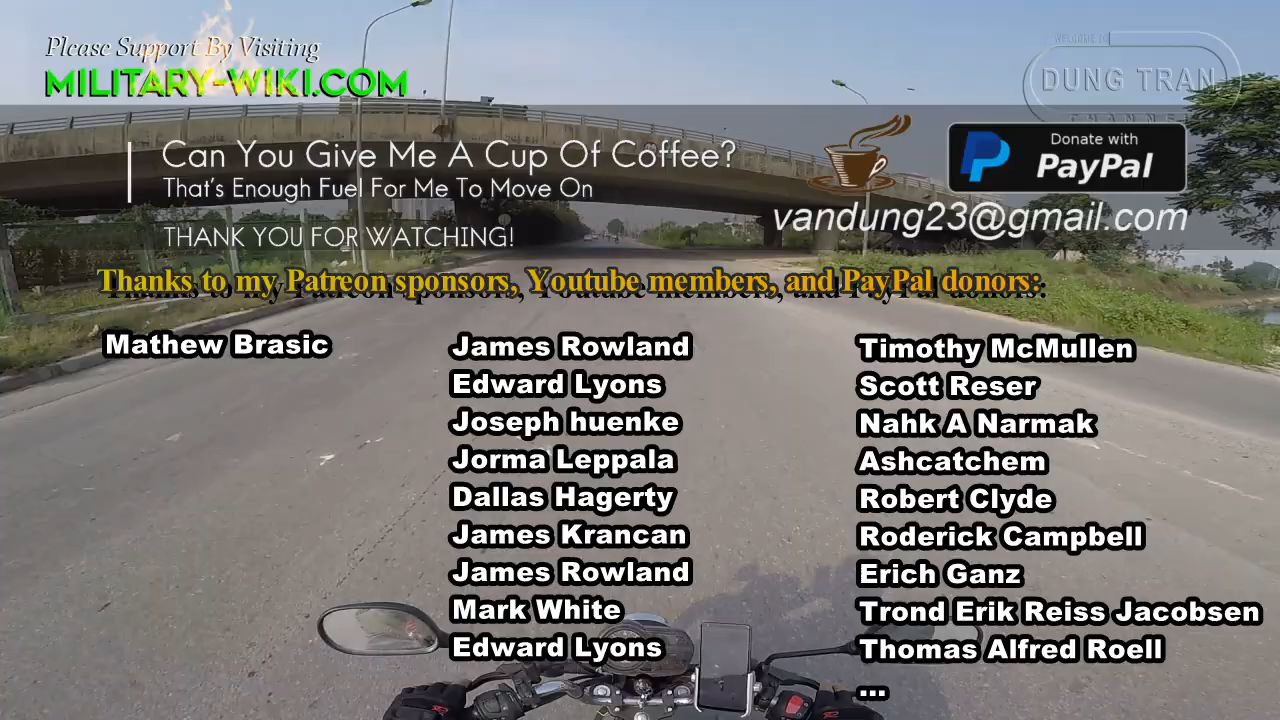 Please Support By Visiting
MILITARY-WIKI.COM
WELCOME TO
DUNG TRAN
CHANNEL
Can You Give Me A Cup Of Coffee?
That's Enough Fuel For Me To Move On
THANK YOU FOR WATCHING!
Donate with
PayPal
vandung23@gmail.com
Thanks to my Patreon sponsors, Youtube members, and PayPal donors:
Mathew Brasic
James Rowland
Edward Lyons
Joseph huenke
Jorma Leppala
Dallas Hagerty
James Krancan
James Rowland
Mark White
Edward Lyons
Timothy McMullen
Scott Reser
Nahk A Narmak
Ashcatchem
Robert Clyde
Roderick Campbell
Erich Ganz
Trond Erik Reiss Jacobsen
Thomas Alfred Roell
...